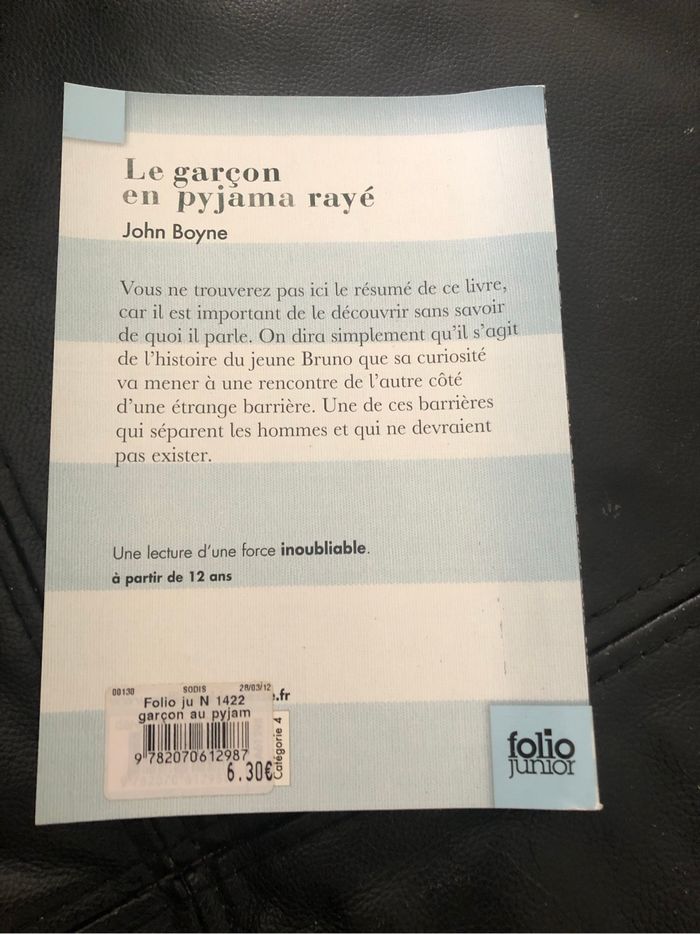 Le garçon
en pyjama rayé
John Boyne
Vous ne trouverez pas ici le résumé de ce livre,
car il est important de le découvrir sans savoir
de quoi il parle. On dira simplement qu'il s'agit
de l'histoire du jeune Bruno que sa curiosité
va mener à une rencontre de l'autre côté
d'une étrange barrière. Une de ces barrières
qui séparent les hommes et qui ne devraient
pas exister.
Une lecture d'une force inoubliable.
à partir de 12 ans
00130 SODIS 28/03/12
Folio ju N 1422
garçon au pyjam
9 782070612987
6.30€
.fr
Catégorie 4
folio
junior